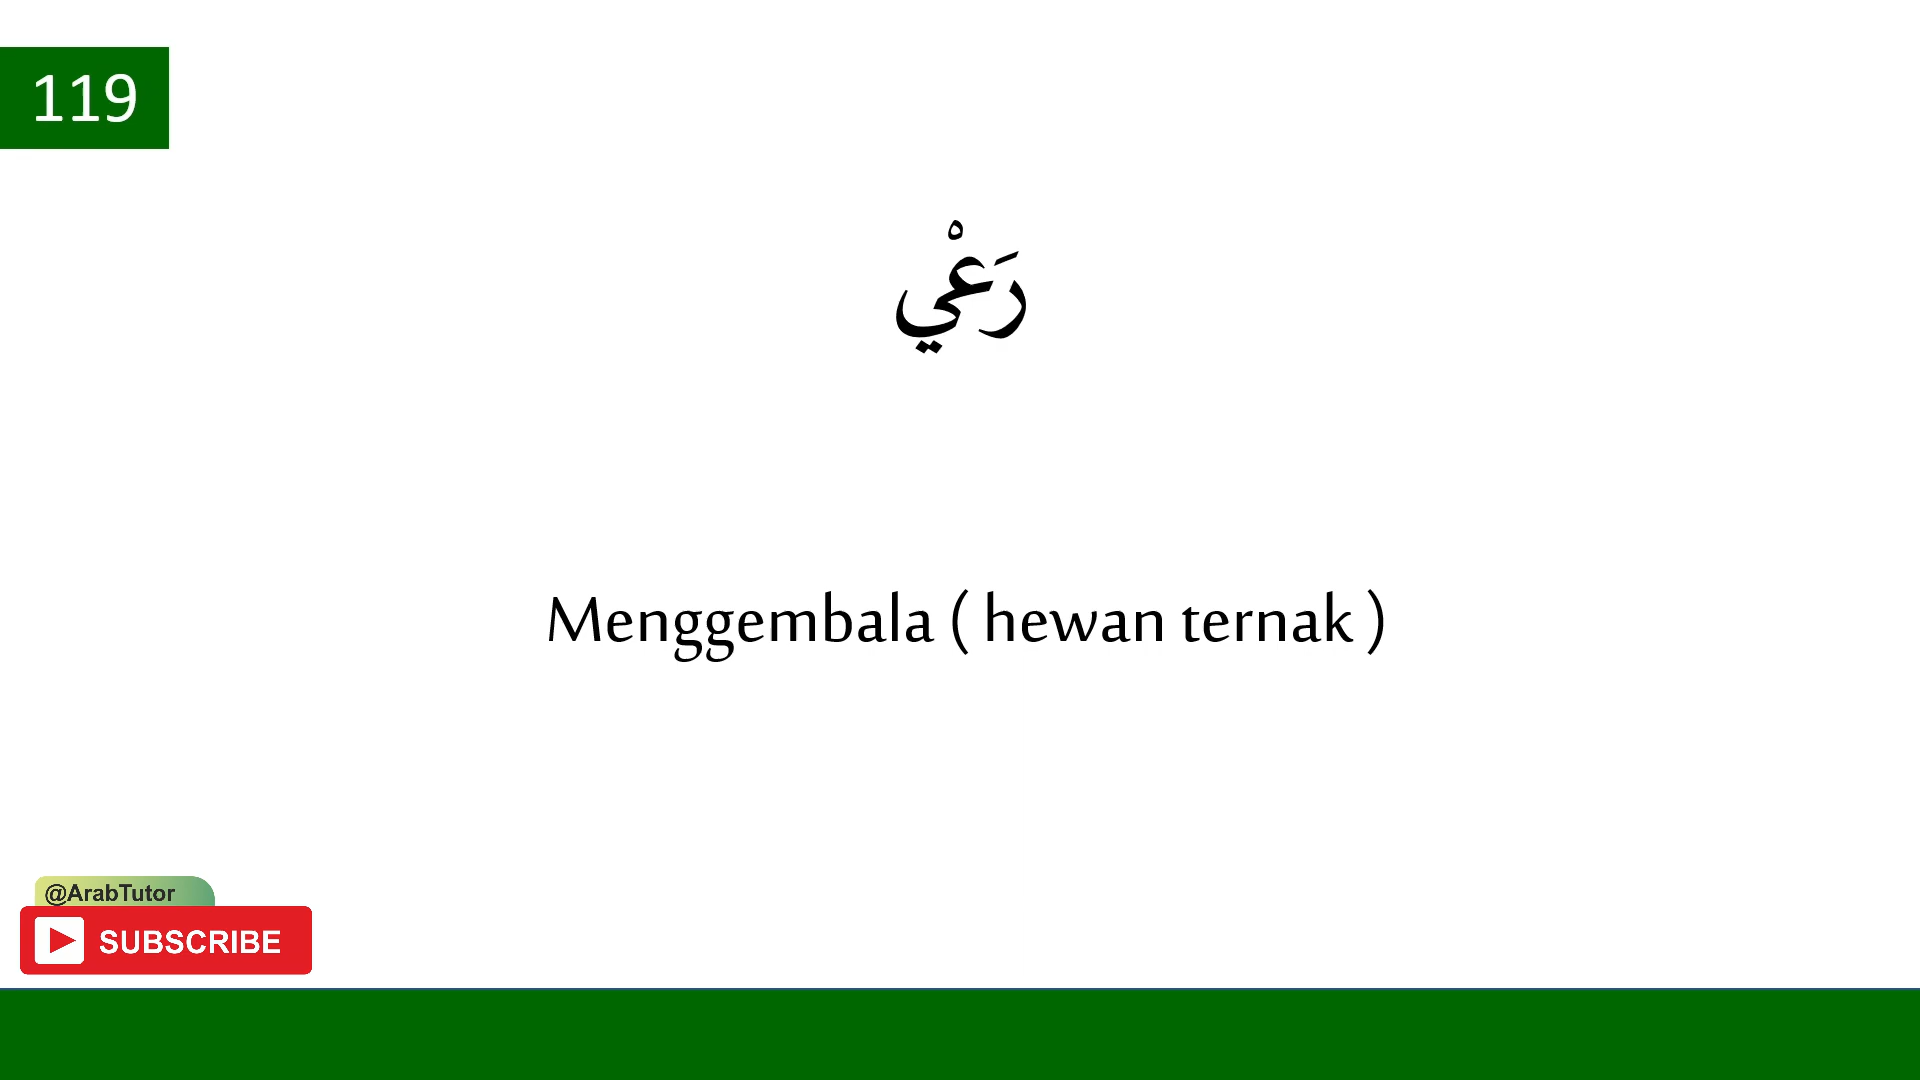 119
رَعْي
Menggembala ( hewan ternak )
@ArabTutor
SUBSCRIBE